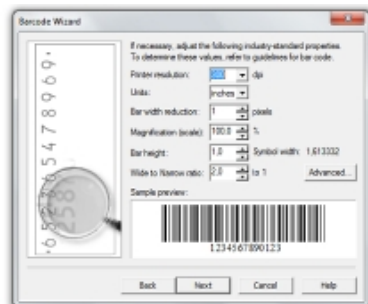 Barcode Wizard
If necessary, adjust the following industry-standard properties.
To determine these values, refer to guidelines for bar code.
Printer resolution: dpi
Units: inches
Bar width reduction: 1 pixels
Magnification (scale): 100,0 %
Bar height: 1,0 Symbol width: 1,613332
Wide to Narrow ratio: 2,0 to 1 Advanced...
Sample preview:
1234567890123
Back Next Cancel Help